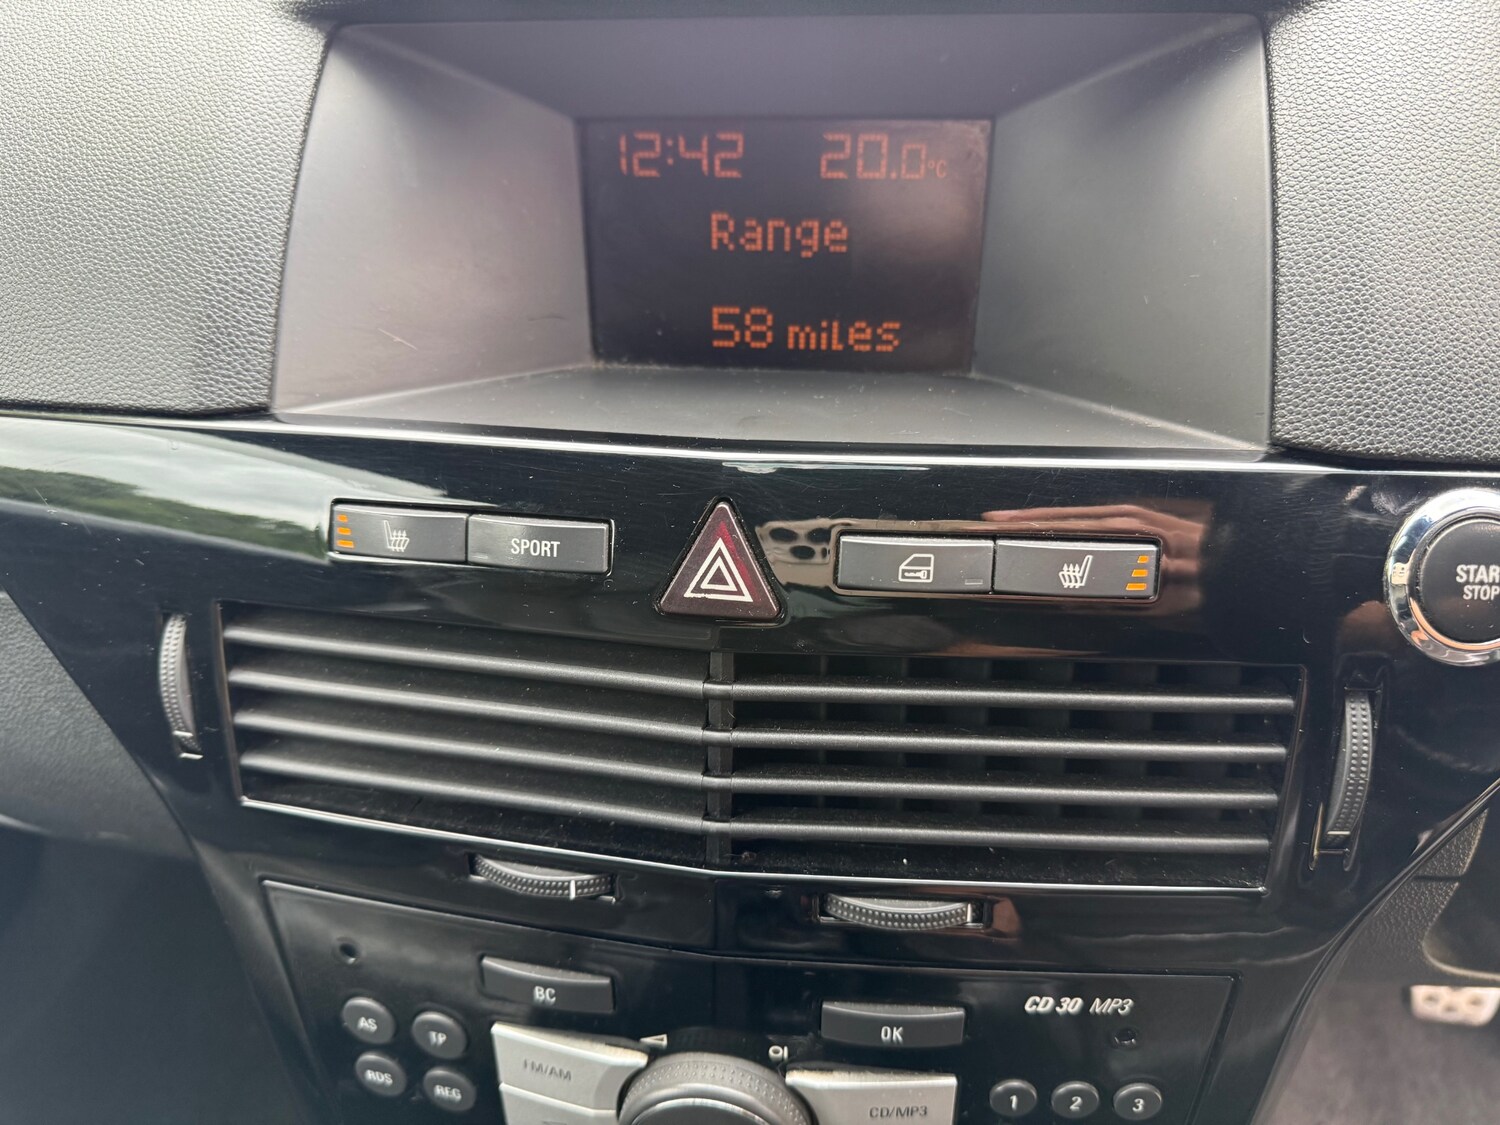 12:42 20.0°C
Range
58 miles
SPORT
START
STOP
BC
CD 30 MP3
OK
AS
TP
RDS
REG
FM/AM
CD/MP3
1 2 3